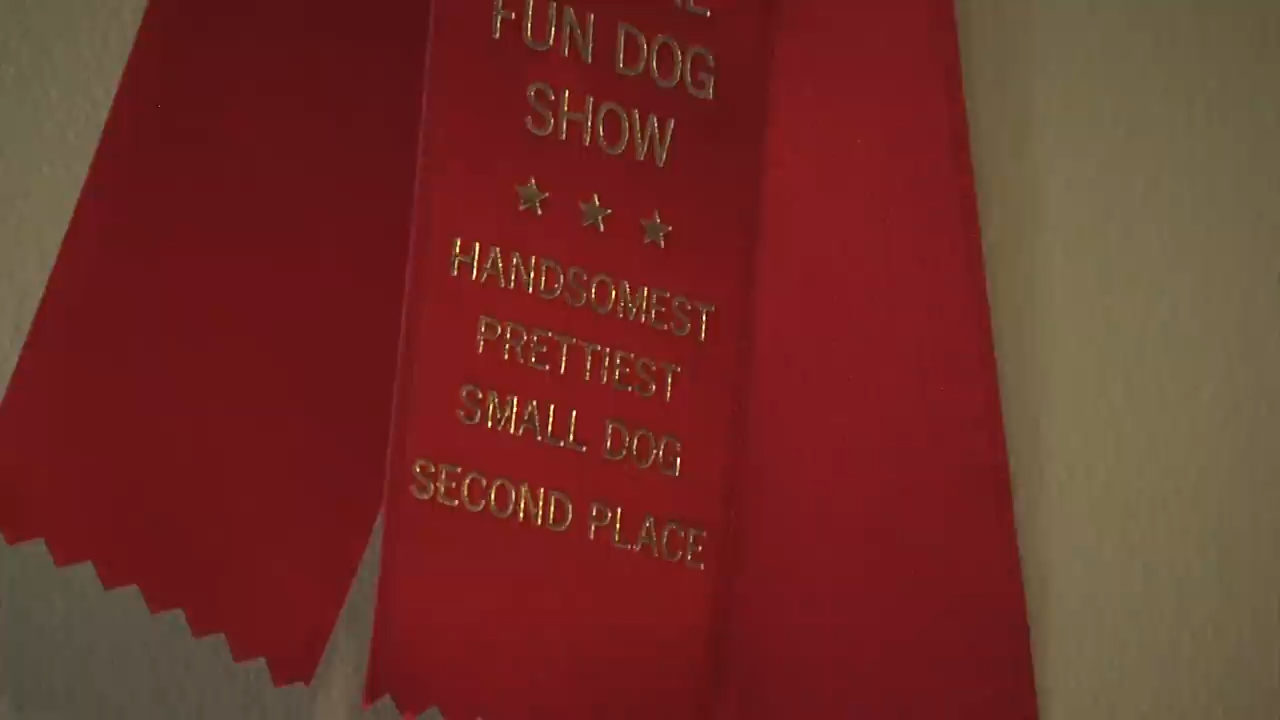 FUN DOG
SHOW
★ ★ ★
HANDSOMEST
PRETTIEST
SMALL DOG
SECOND PLACE